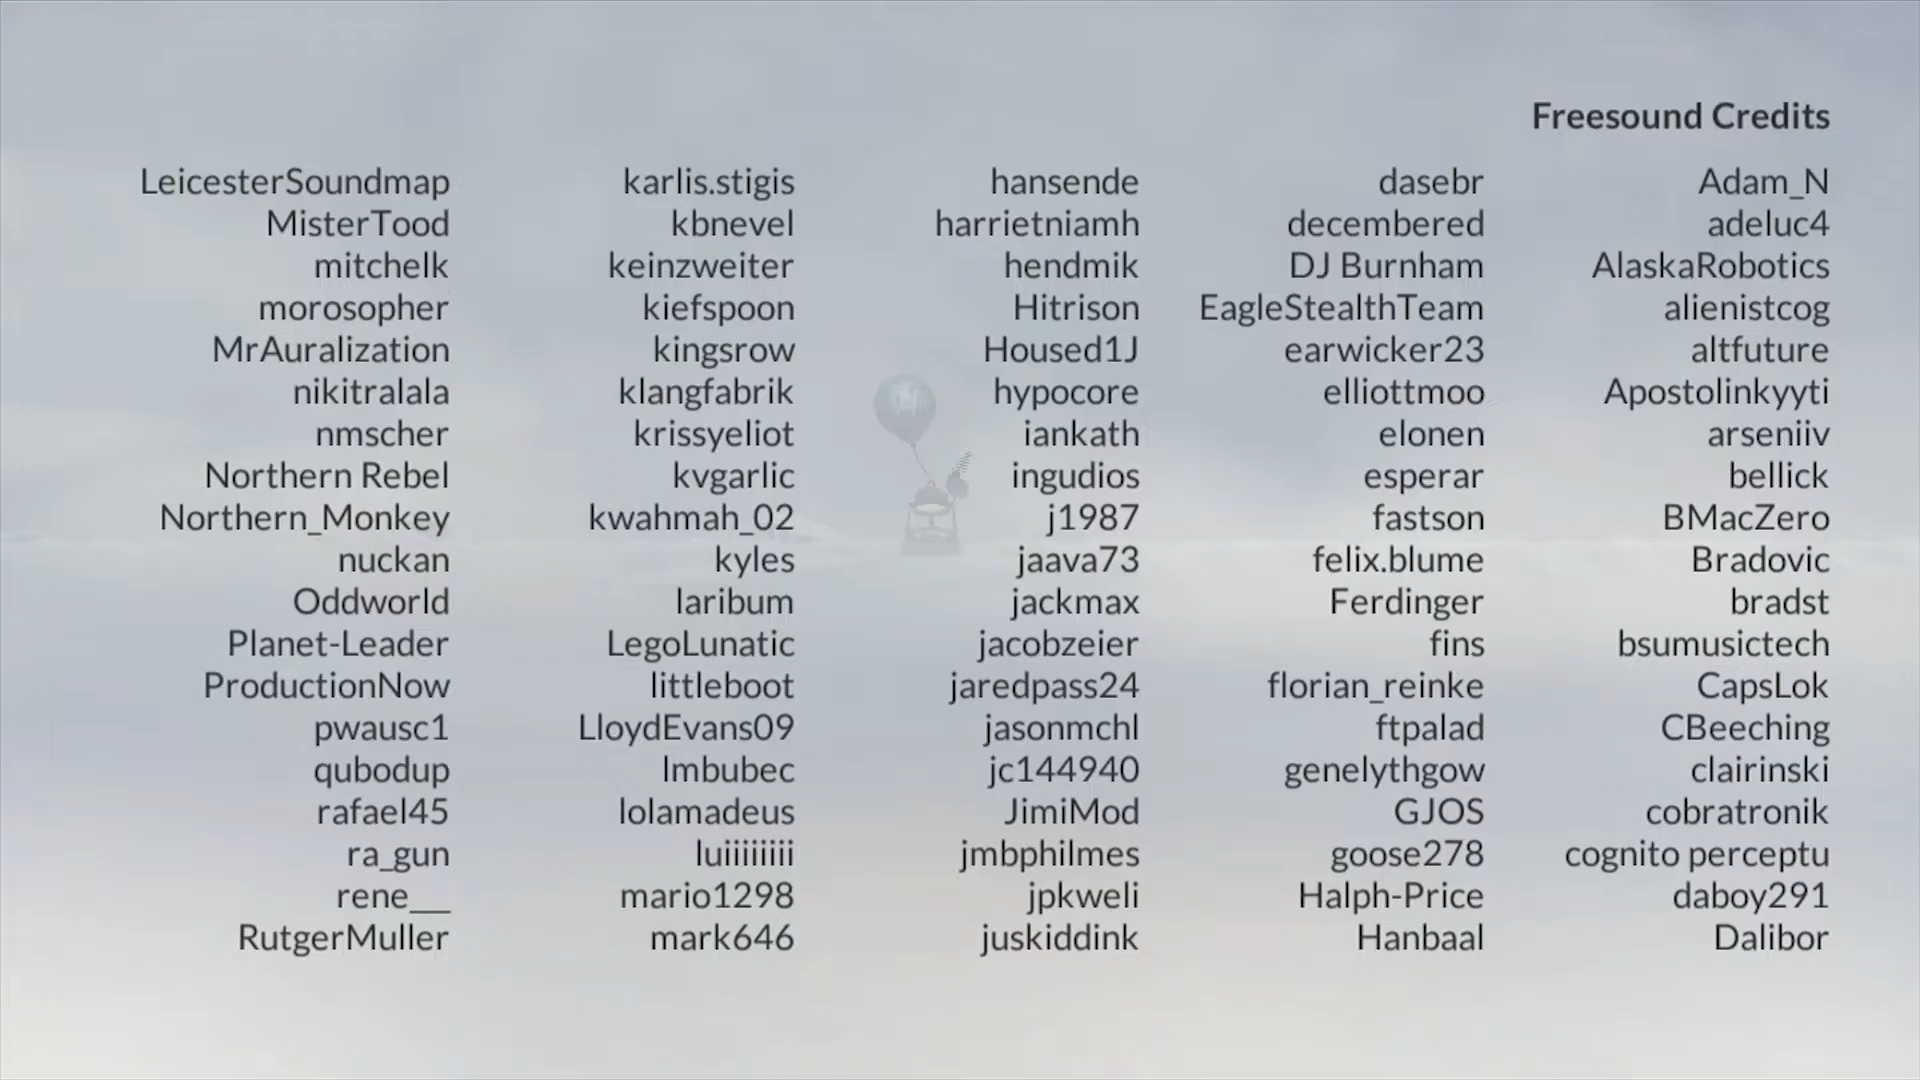 Freesound Credits
Adam_N
adeluc4
AlaskaRobotics
alienistcog
altfuture
Apostolinkyyti
arseniiv
bellick
BMacZero
Bradovic
bradst
bsumusictech
CapsLok
CBeeching
clairinski
cobratronik
cognito perceptu
daboy291
Dalibor
dasebr
decembered
DJ Burnham
EagleStealthTeam
earwicker23
elliottmoo
elonen
esperar
fastson
felix.blume
Ferdinger
fins
florian_reinke
ftpalad
genelythgow
GJOS
goose278
Halph-Price
Hanbaal
hansende
harrietniamh
hendmik
Hitrison
Housed1J
hypocore
iankath
ingudios
j1987
jaava73
jackmax
jacobzeier
jaredpass24
jasonmchl
jc144940
JimiMod
jmbphilmes
jpkweli
juskiddink
karlis.stigis
kbnevel
keinzweiter
kiefspoon
kingsrow
klangfabrik
krissyeliot
kvgarlic
kwahmah_02
kyles
laribum
LegoLunatic
littleboot
LloydEvans09
lmbubec
lolamadeus
luiiiiiiii
mario1298
mark646
LeicesterSoundmap
MisterTood
mitchelk
morosopher
MrAuralization
nikitralala
nmscher
Northern Rebel
Northern_Monkey
nuckan
Oddworld
Planet-Leader
ProductionNow
pwausc1
qubodup
rafael45
ra_gun
rene___
RutgerMuller